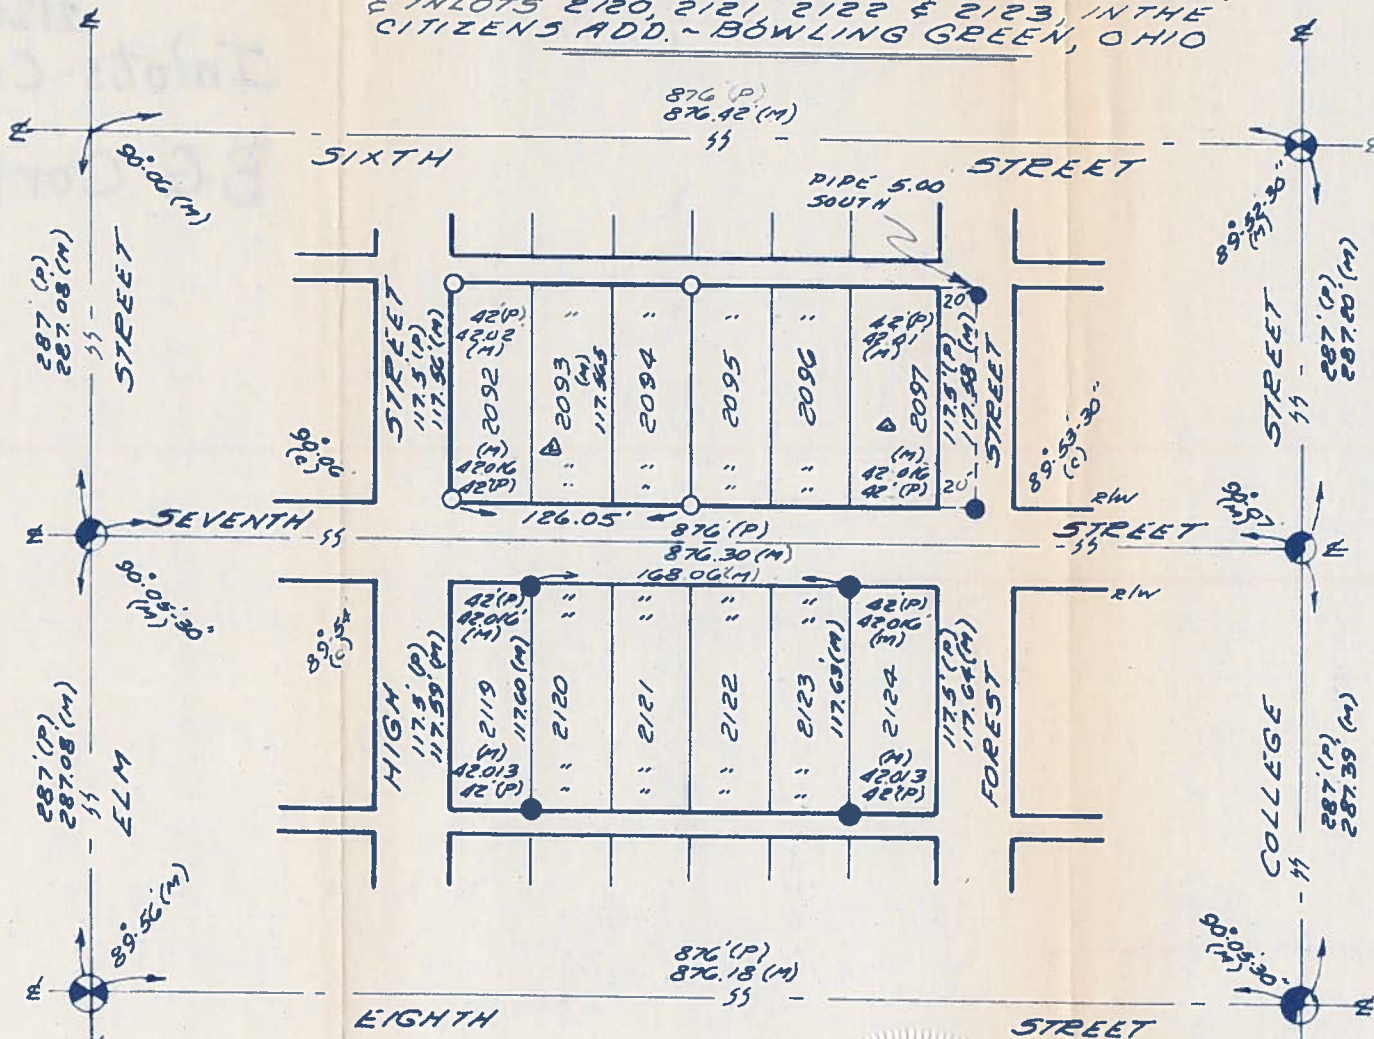 & INLOTS 2120, 2121, 2122 & 2123, IN THE
CITIZENS ADD. ~ BOWLING GREEN, OHIO
876'(P)
876.42'(M)
SIXTH STREET
90°.06'(M)
89°.52'.30"
(M)
PIPE 5.00
SOUTH
287'(P)
287.08'(M)
STREET
STREET
117.5'(P)
117.56'(M)
42'(P)
42.02'
(M)
"
"
"
"
42'(P)
42.01'
(M)
20'
2092
2093
(M)
117.565
2094
2095
2096
2097
117.5'(P)
117.58'(M)
STREET
STREET
287'(P)
287.20'(M)
(M)
42.016
42'(P)
"
"
"
"
"
"
"
"
(M)
42.016
42'(P)
20'
90°.06'
(C)
89°.53'.30"
(C)
R/W
SEVENTH STREET
126.05'
876'(P)
876.30(M)
168.06'(M)
90°.05'.30"
(M)
(M)
R/W
89°.54'
(C)
42'(P)
42.016'
(M)
"
"
"
"
"
"
"
"
42'(P)
42.016'
(M)
HIGH
117.5'(P)
117.59'(M)
2119
117.60(M)
2120
2121
2122
2123
117.63'(M)
2124
117.5'(P)
117.64'(M)
FOREST
(M)
42.013
42'(P)
"
"
"
"
"
"
"
"
(M)
42.013
42'(P)
287'(P)
287.08'(M)
ELM
COLLEGE
287'(P)
287.39'(M)
89°.56'(M)
90°.05'.30"
(M)
876'(P)
876.18'(M)
EIGHTH STREET